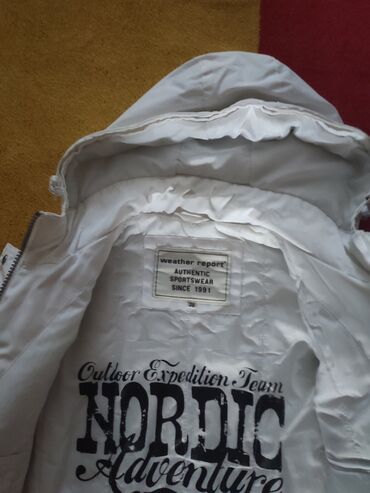 weather report
AUTHENTIC
SPORTSWEAR
SINCE 1991
Outdoor Expedition Team
NORDIC
Adventure